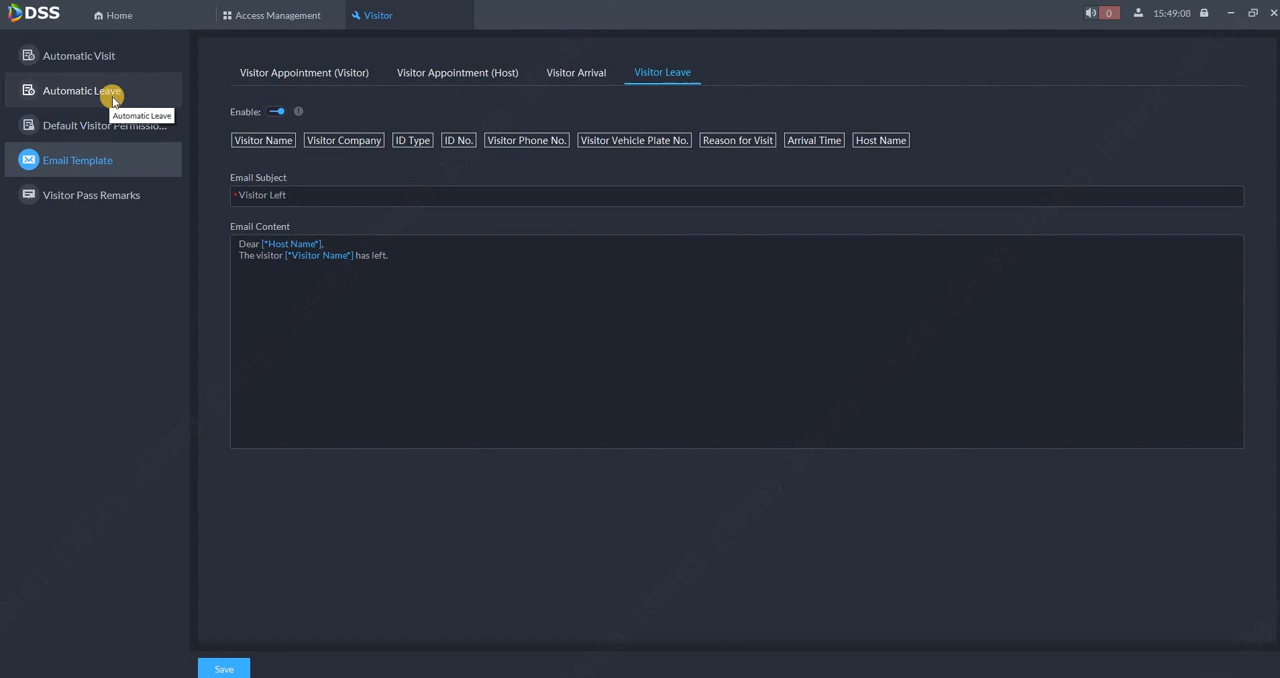 DSS
Home
Access Management
Visitor
0
15:49:08
Automatic Visit
Automatic Leave
Automatic Leave
Default Visitor Permissio...
Email Template
Visitor Pass Remarks
Visitor Appointment (Visitor)
Visitor Appointment (Host)
Visitor Arrival
Visitor Leave
Enable:
Visitor Name
Visitor Company
ID Type
ID No.
Visitor Phone No.
Visitor Vehicle Plate No.
Reason for Visit
Arrival Time
Host Name
Email Subject
* Visitor Left
Email Content
Dear [*Host Name*],
The visitor [*Visitor Name*] has left.
Save